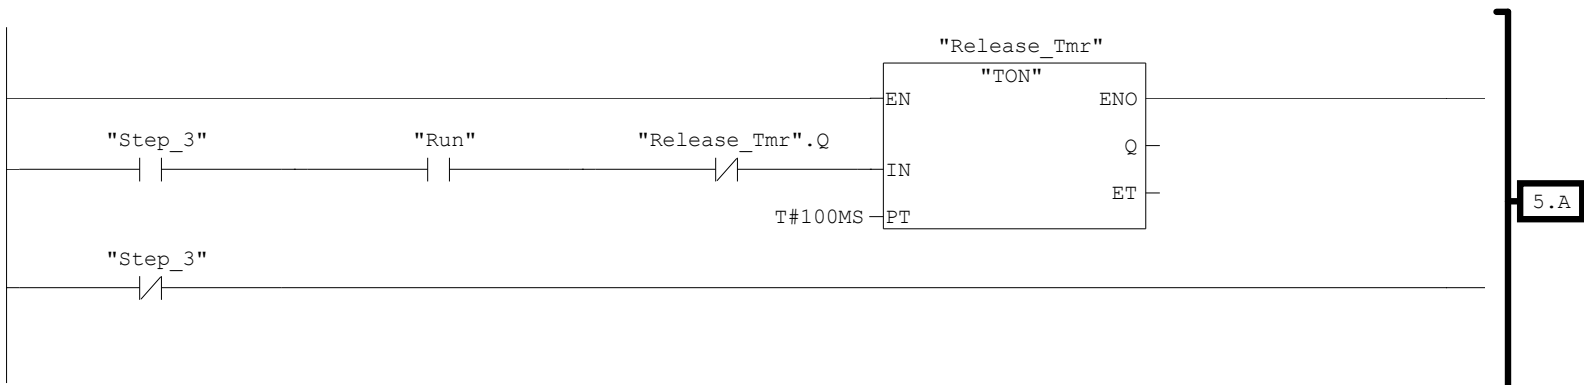 "Release_Tmr"
"TON"
EN ENO
"Step_3" "Run" "Release_Tmr".Q
Q
IN
ET
T#100MS PT
5.A
"Step_3"